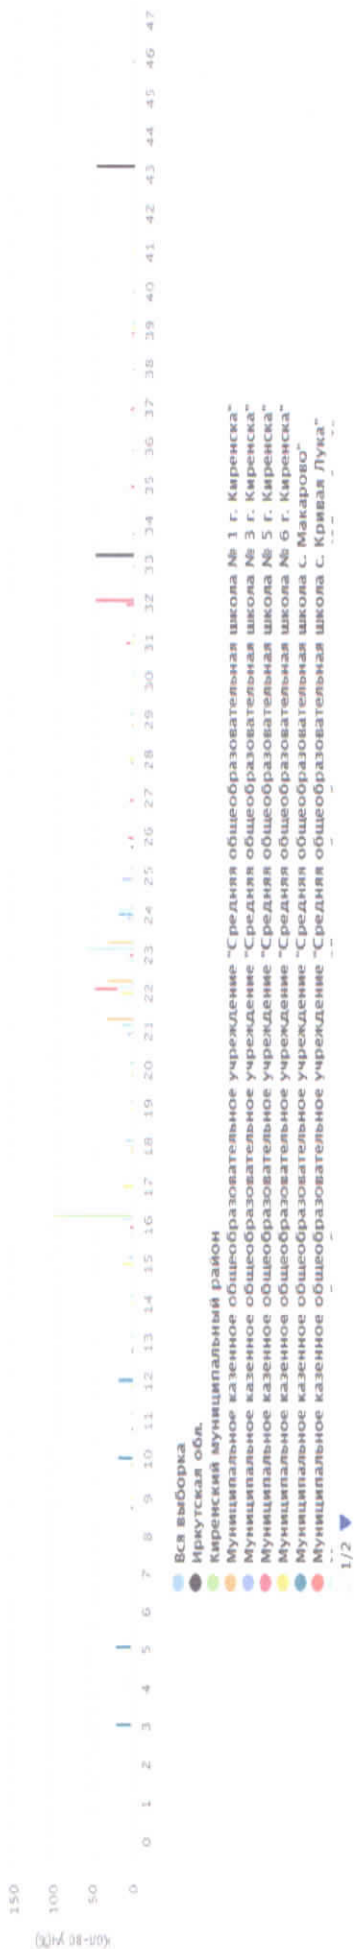 Кол-во уч(%)
150
100
50
0
0 1 2 3 4 5 6 7 8 9 10 11 12 13 14 15 16 17 18 19 20 21 22 23 24 25 26 27 28 29 30 31 32 33 34 35 36 37 38 39 40 41 42 43 44 45 46 47
Вся выборка
Иркутская обл.
Киренский муниципальный район
Муниципальное казенное общеобразовательное учреждение "Средняя общеобразовательная школа № 1 г. Киренска"
Муниципальное казенное общеобразовательное учреждение "Средняя общеобразовательная школа № 3 г. Киренска"
Муниципальное казенное общеобразовательное учреждение "Средняя общеобразовательная школа № 5 г. Киренска"
Муниципальное казенное общеобразовательное учреждение "Средняя общеобразовательная школа № 6 г. Киренска"
Муниципальное казенное общеобразовательное учреждение "Средняя общеобразовательная школа с. Макарово"
Муниципальное казенное общеобразовательное учреждение "Средняя общеобразовательная школа с. Кривая Лука"
1/2